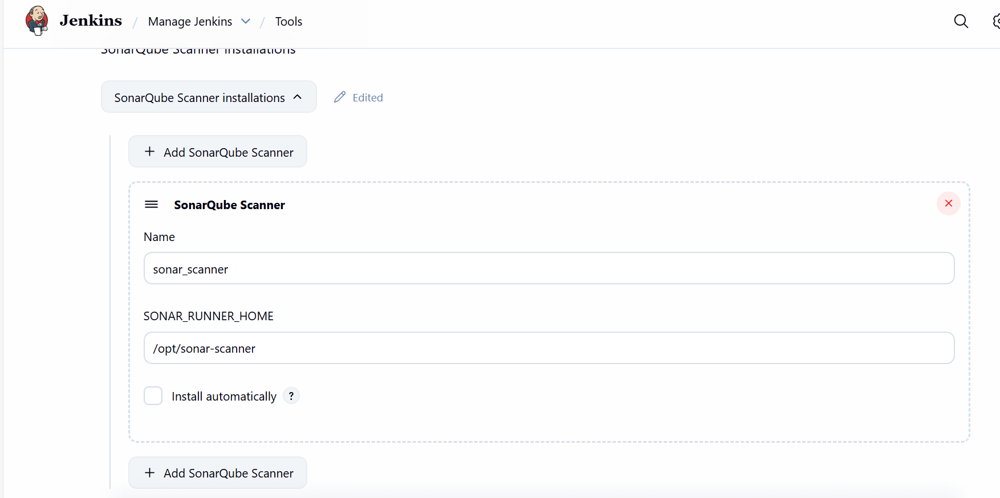 Jenkins / Manage Jenkins / Tools
SonarQube Scanner installations
SonarQube Scanner installations
Edited
+ Add SonarQube Scanner
SonarQube Scanner
Name
sonar_scanner
SONAR_RUNNER_HOME
/opt/sonar-scanner
Install automatically ?
+ Add SonarQube Scanner